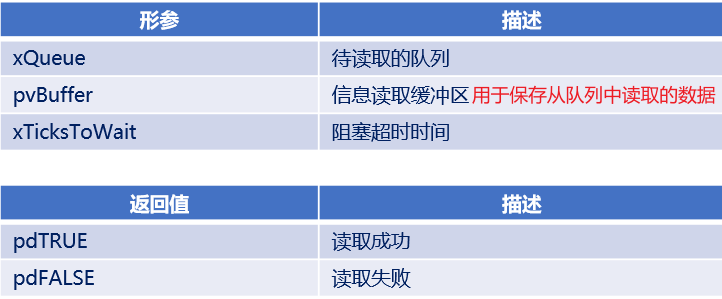 形参 描述
xQueue 待读取的队列
pvBuffer 信息读取缓冲区 用于保存从队列中读取的数据
xTicksToWait 阻塞超时时间
返回值 描述
pdTRUE 读取成功
pdFALSE 读取失败